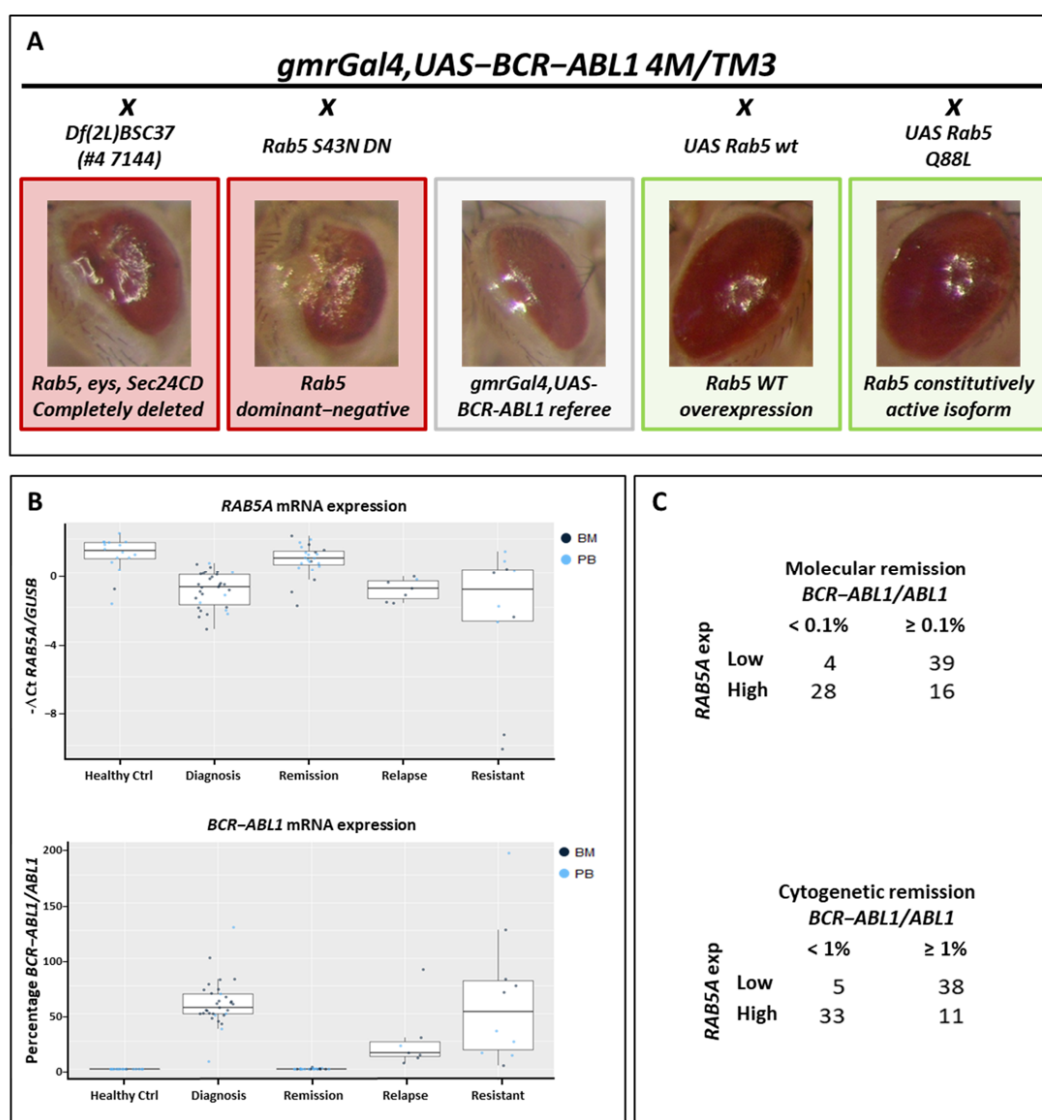 A
gmrGal4,UAS–BCR–ABL1 4M/TM3
X X X X
Df(2L)BSC37
(#4 7144)
Rab5 S43N DN
UAS Rab5 wt
UAS Rab5
Q88L
Rab5, eys, Sec24CD
Completely deleted
Rab5
dominant–negative
gmrGal4,UAS-
BCR-ABL1 referee
Rab5 WT
overexpression
Rab5 constitutively
active isoform
B
RAB5A mRNA expression
BM
PB
-ΛCt RAB5A/GUSB
0
−4
−8
Healthy Ctrl Diagnosis Remission Relapse Resistant
BCR–ABL1 mRNA expression
BM
PB
Percentage BCR–ABL1/ABL1
200
150
100
50
0
Healthy Ctrl Diagnosis Remission Relapse Resistant
C
Molecular remission
BCR–ABL1/ABL1
< 0.1% ≥ 0.1%
RAB5A exp
Low 4 39
High 28 16
Cytogenetic remission
BCR–ABL1/ABL1
< 1% ≥ 1%
RAB5A exp
Low 5 38
High 33 11